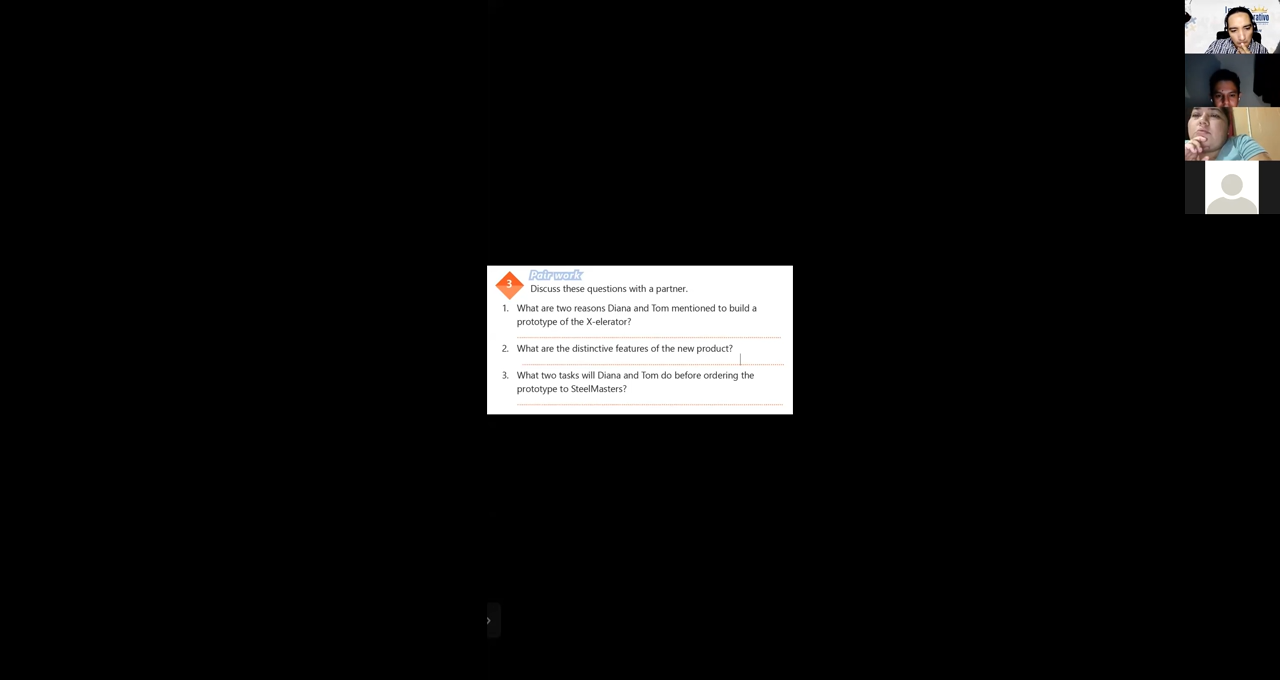 3
Pair work
Discuss these questions with a partner.
1. What are two reasons Diana and Tom mentioned to build a
prototype of the X-elerator?
2. What are the distinctive features of the new product?
3. What two tasks will Diana and Tom do before ordering the
prototype to SteelMasters?